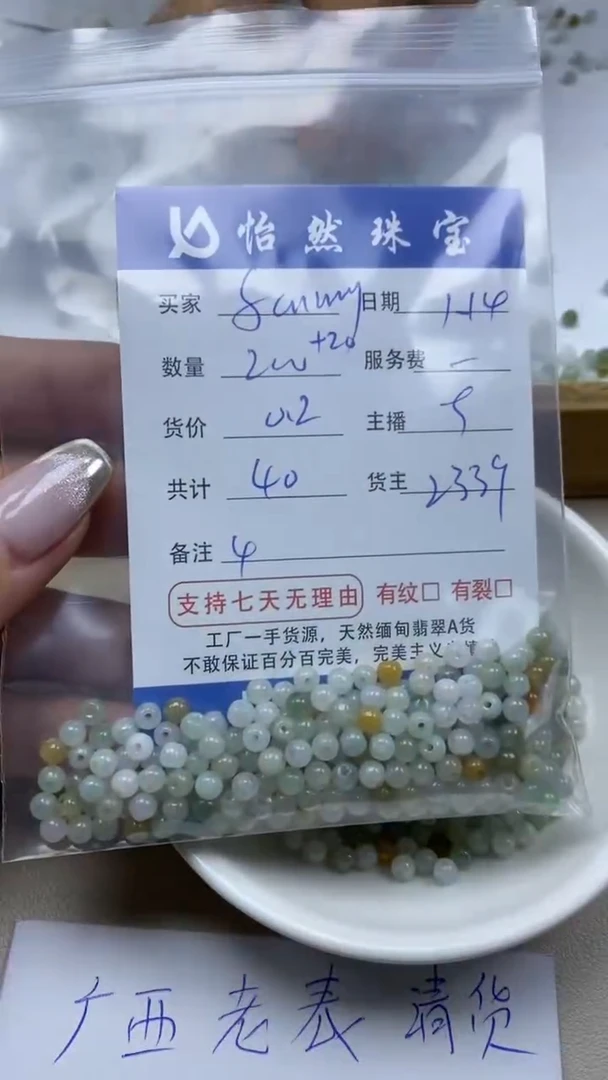 怡然珠宝
买家 Sunny 日期 1-14
数量 200 +20 服务费 一
货价 0.2 主播
共计 40 货主 2339
备注 4
支持七天无理由 有纹□ 有裂□
工厂一手货源，天然缅甸翡翠A货
不敢保证百分百完美，完美主义
广西老表清货